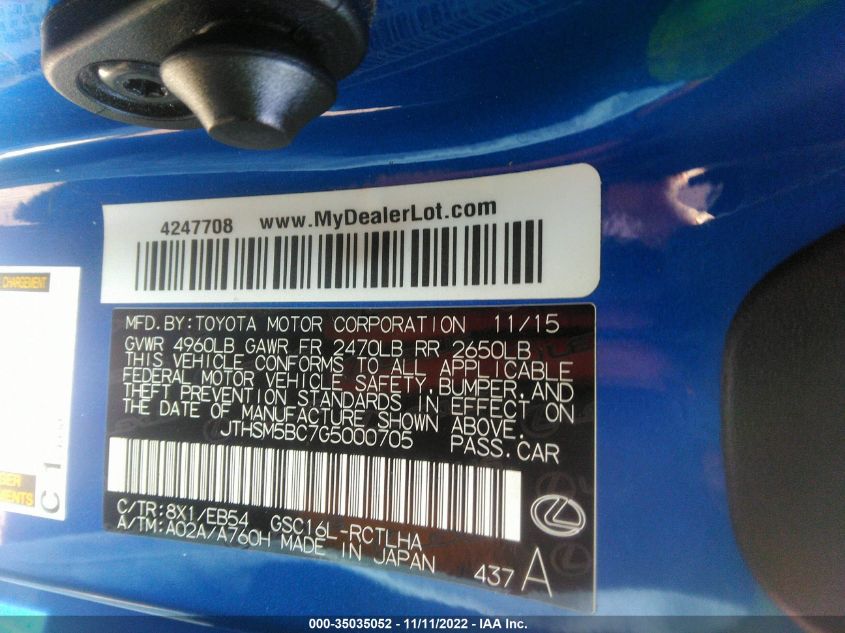 4247708 www.MyDealerLot.com
CHARGEMENT
MFD.BY:TOYOTA MOTOR CORPORATION 11/15
GVWR 4960LB GAWR FR 2470LB RR 2650LB
THIS VEHICLE CONFORMS TO ALL APPLICABLE
FEDERAL MOTOR VEHICLE SAFETY,BUMPER,AND
THEFT PREVENTION STANDARDS IN EFFECT ON
THE DATE OF MANUFACTURE SHOWN ABOVE.
JTHSM5BC7G5000705 PASS.CAR
C/TR:8X1/EB54 GSC16L-RCTLHA
A/TM:A02A/A760H MADE IN JAPAN
437 A
C1
000-35035052 - 11/11/2022 - IAA Inc.